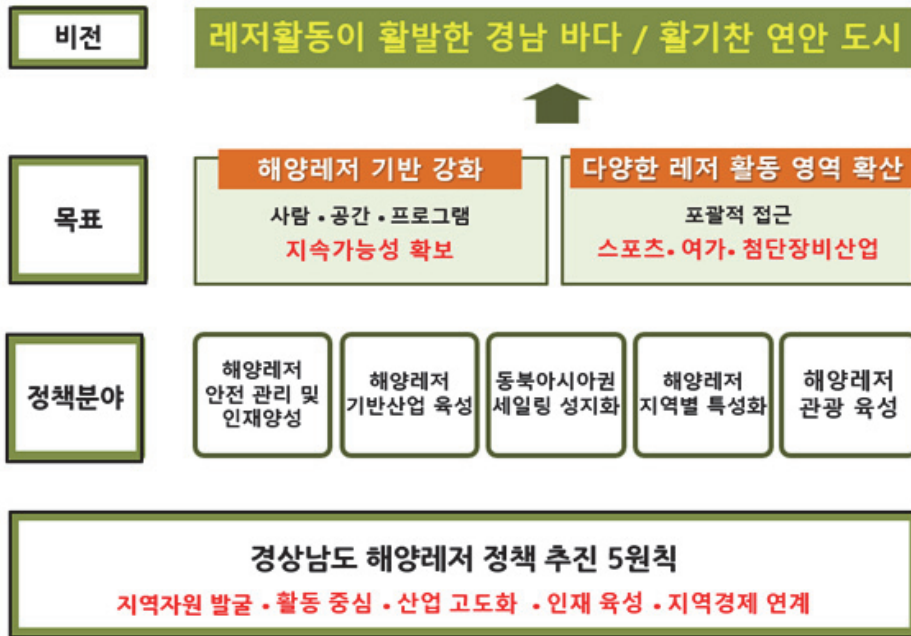 비전
레저활동이 활발한 경남 바다 / 활기찬 연안 도시
목표
해양레저 기반 강화
사람 • 공간 • 프로그램
지속가능성 확보
다양한 레저 활동 영역 확산
포괄적 접근
스포츠• 여가• 첨단장비산업
정책분야
해양레저
안전 관리 및
인재양성
해양레저
기반산업 육성
동북아시아권
세일링 성지화
해양레저
지역별 특성화
해양레저
관광 육성
경상남도 해양레저 정책 추진 5원칙
지역자원 발굴 • 활동 중심 • 산업 고도화 • 인재 육성 • 지역경제 연계